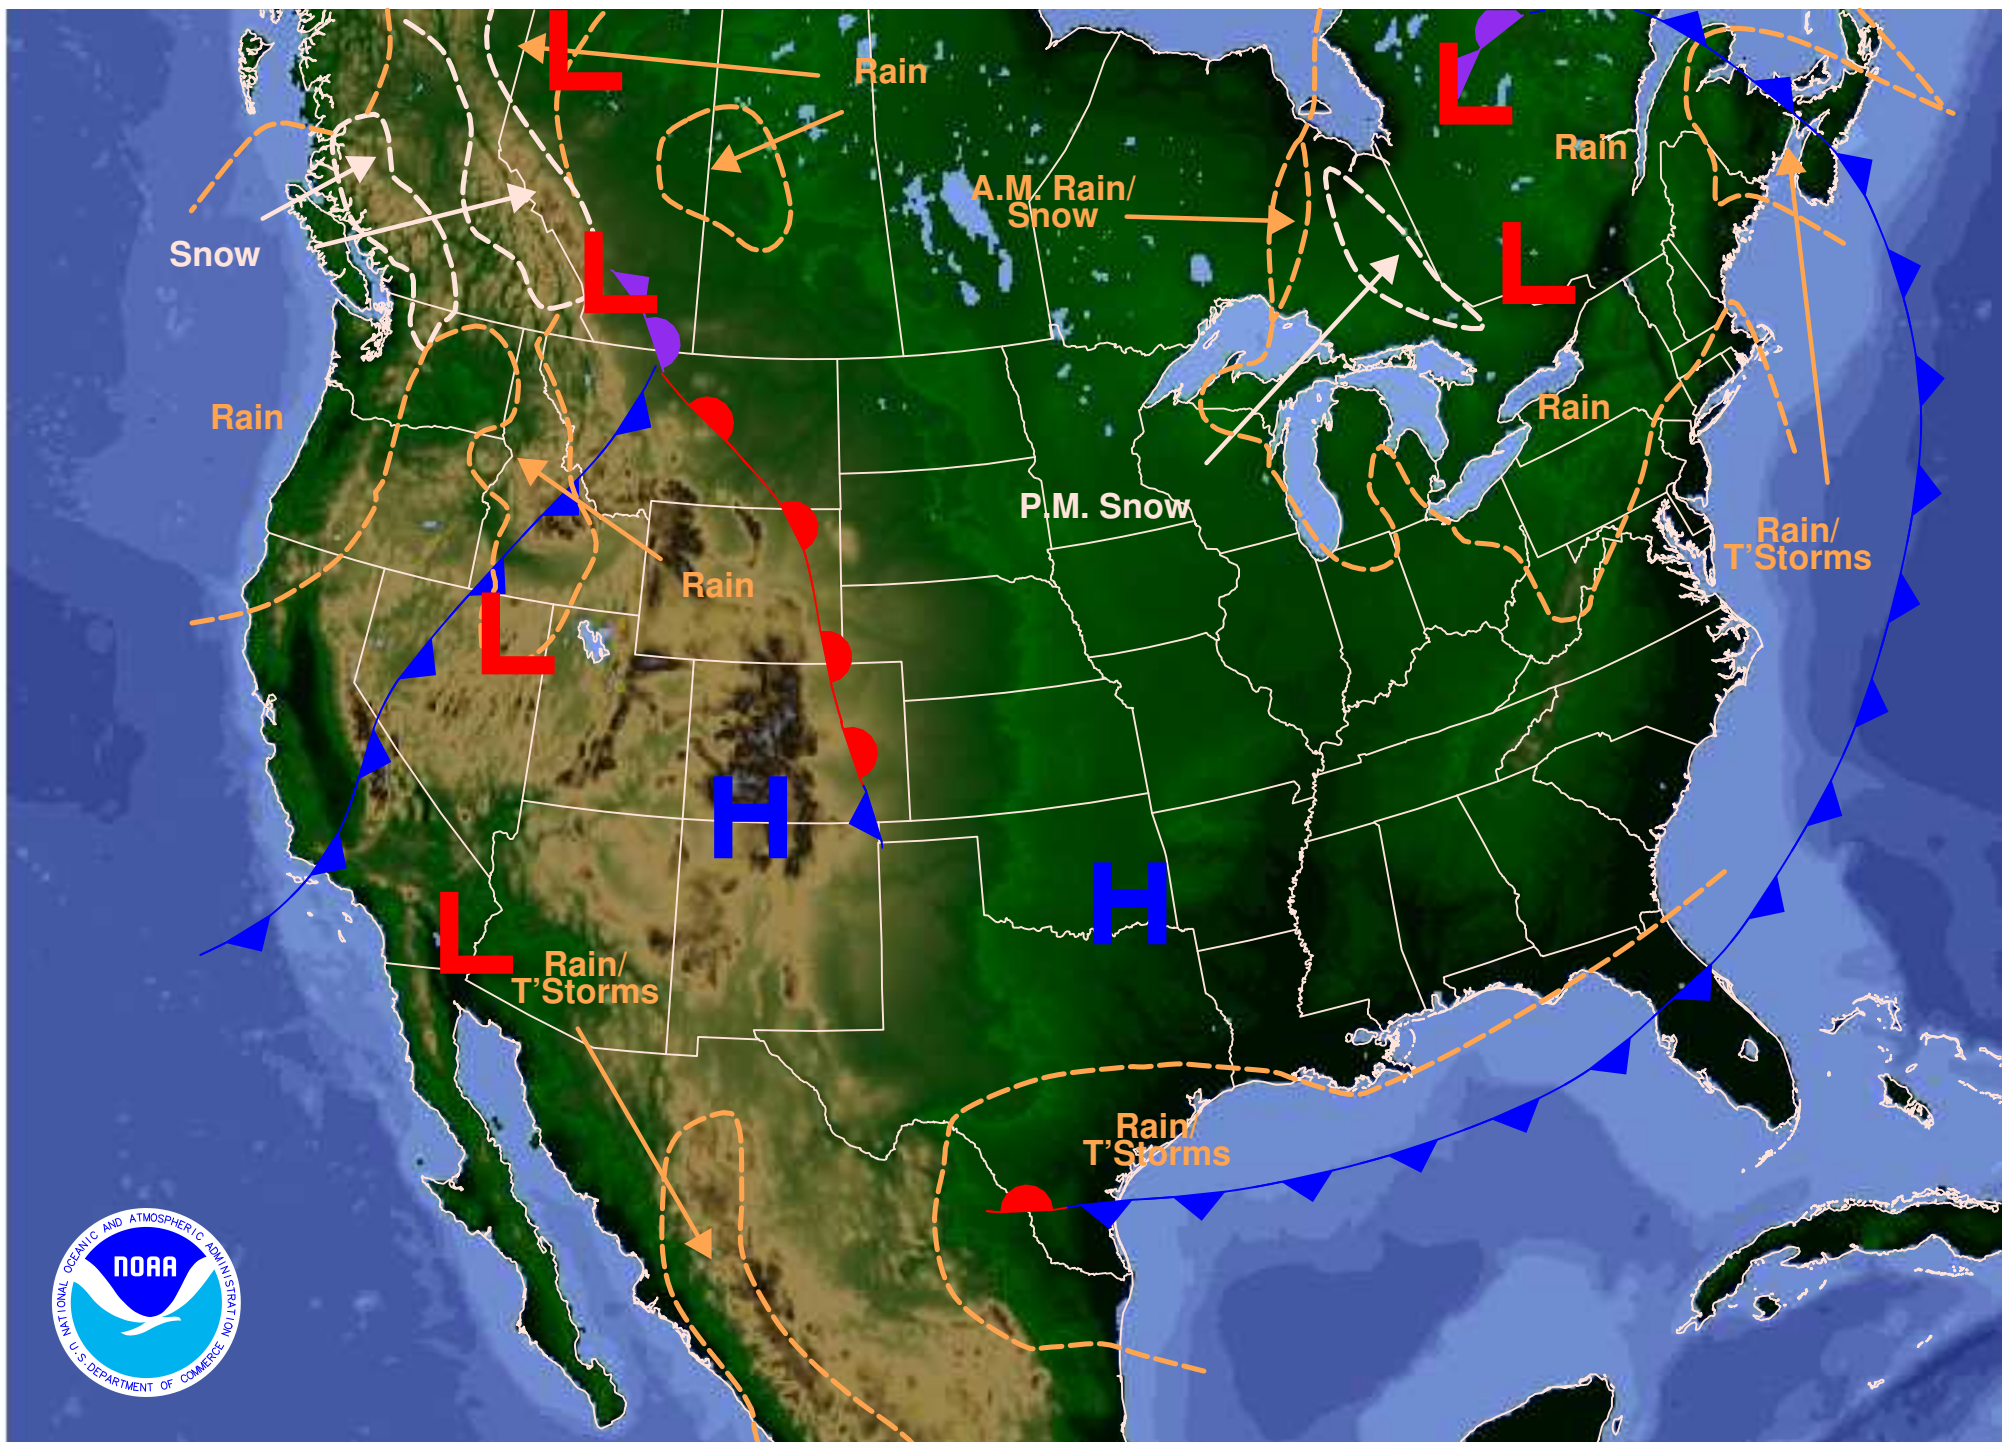 L
Rain
L
Rain
A.M. Rain/
Snow
Snow
L
L
Rain
Rain
P.M. Snow
Rain/
T'Storms
Rain
L
H
H
L
Rain/
T'Storms
Rain/
T'Storms
NATIONAL OCEANIC AND ATMOSPHERIC ADMINISTRATION
NOAA
U.S. DEPARTMENT OF COMMERCE